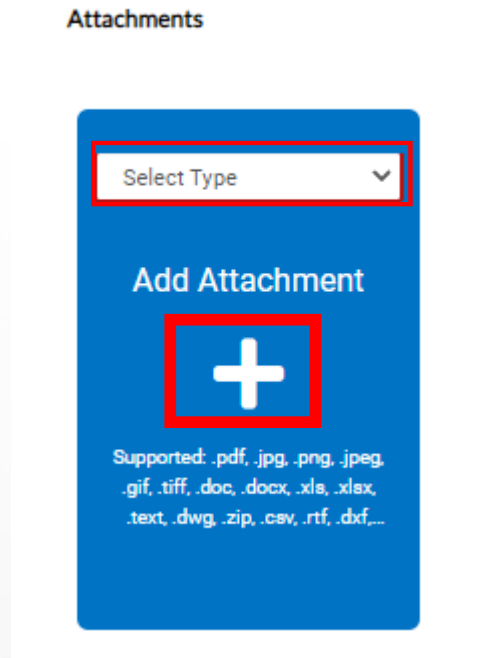 Attachments
Select Type
Add Attachment
Supported: .pdf, .jpg, .png, .jpeg,
.gif, .tiff, .doc, .docx, .xls, .xlsx,
.text, .dwg, .zip, .csv, .rtf, .dxf,...